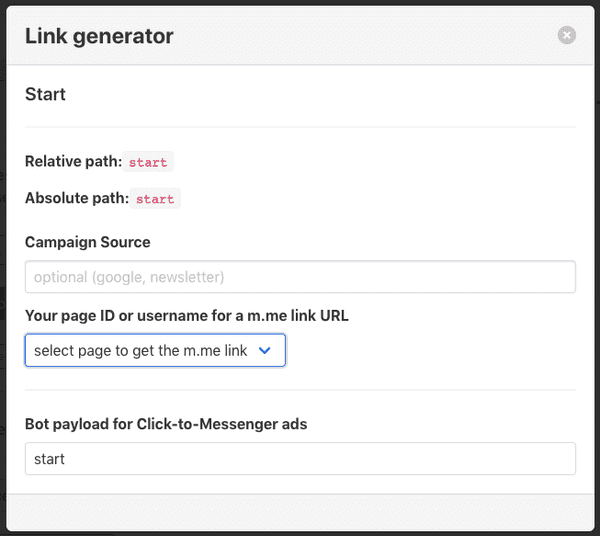 Link generator
Start
Relative path: start
Absolute path: start
Campaign Source
optional (google, newsletter)
Your page ID or username for a m.me link URL
select page to get the m.me link
Bot payload for Click-to-Messenger ads
start